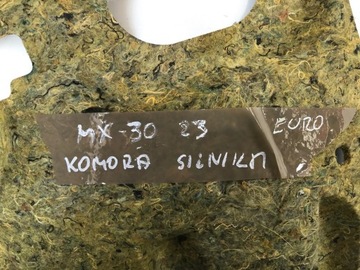 MX-30 23 EURO
KOMORA SILNIKA